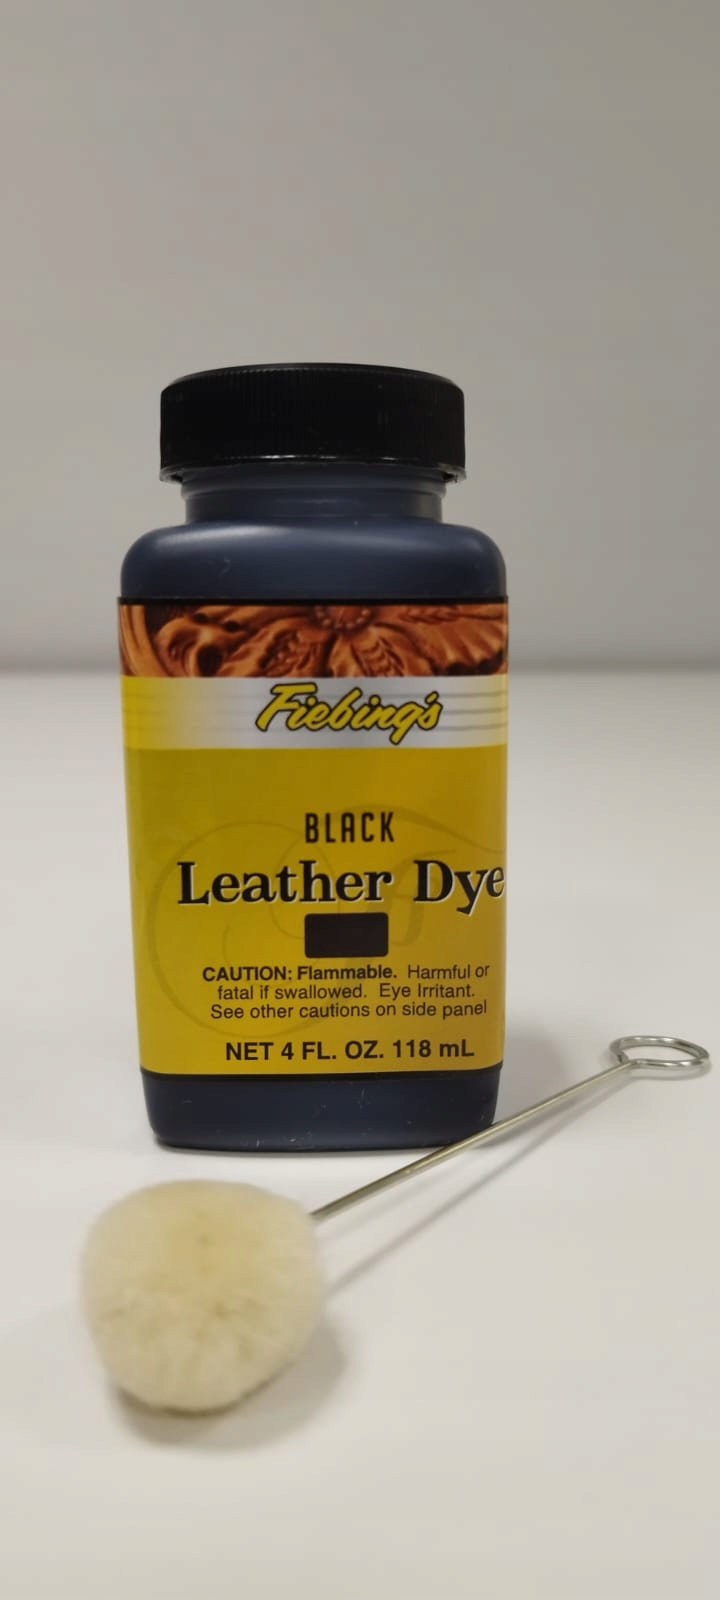 Fiebing's
BLACK
Leather Dye
CAUTION: Flammable. Harmful or
fatal if swallowed. Eye Irritant.
See other cautions on side panel
NET 4 FL. OZ. 118 mL